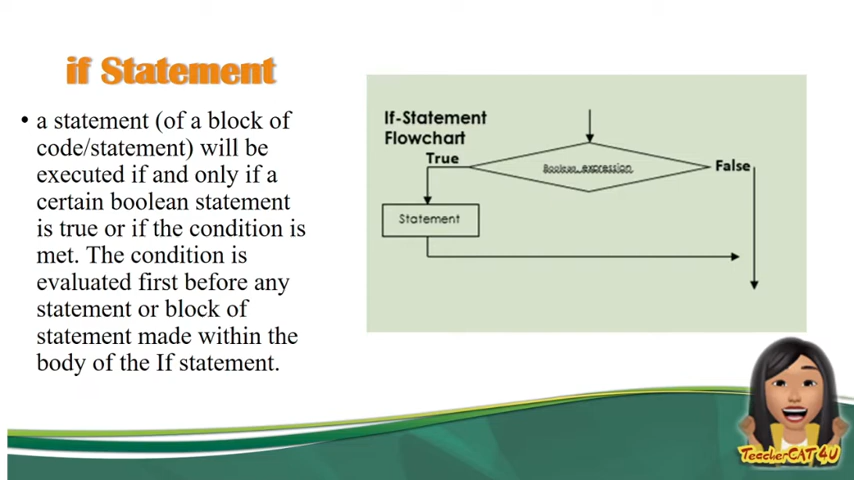 if Statement
• a statement (of a block of
code/statement) will be
executed if and only if a
certain boolean statement
is true or if the condition is
met. The condition is
evaluated first before any
statement or block of
statement made within the
body of the If statement.
If-Statement
Flowchart
True
Boolean_expression
False
Statement
TeacherCAT4U